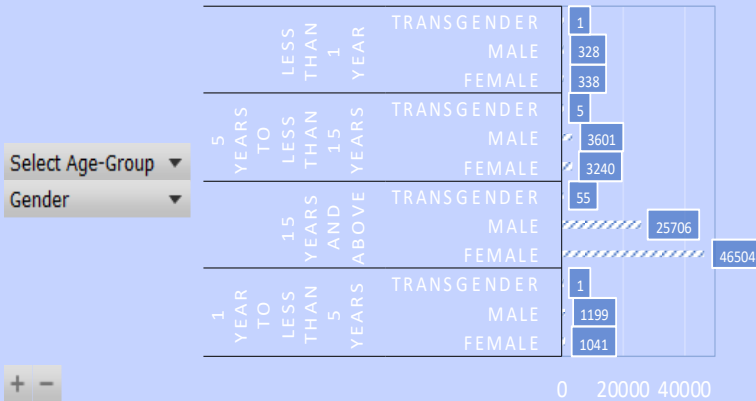 LESS THAN 1 YEAR
TRANSGENDER 1
MALE 328
FEMALE 338
5 YEARS TO LESS THAN 15 YEARS
TRANSGENDER 5
MALE 3601
FEMALE 3240
Select Age-Group
Gender
15 YEARS AND ABOVE
TRANSGENDER 55
MALE 25706
FEMALE 46504
1 YEAR TO LESS THAN 5 YEARS
TRANSGENDER 1
MALE 1199
FEMALE 1041
+ −
0 20000 40000